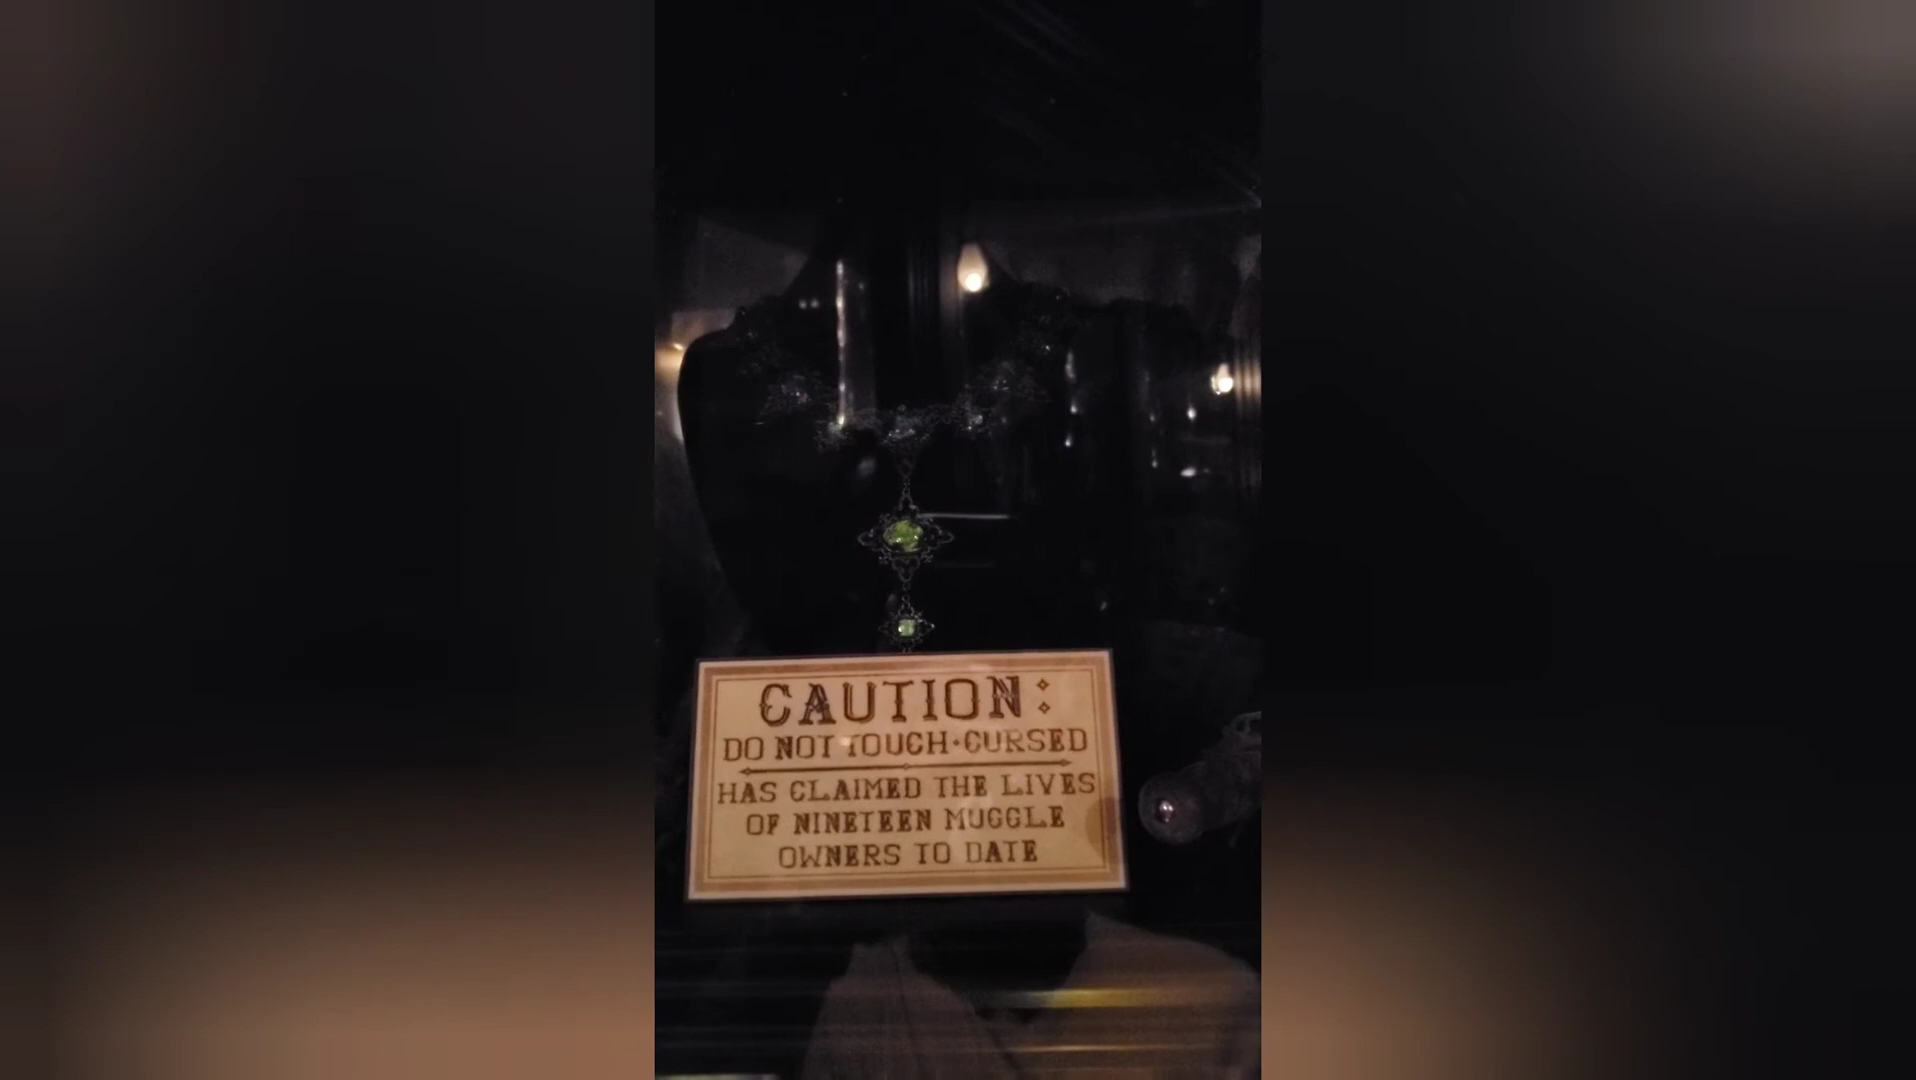 CAUTION:
DO NOT TOUCH·CURSED
HAS CLAIMED THE LIVES
OF NINETEEN MUGGLE
OWNERS TO DATE